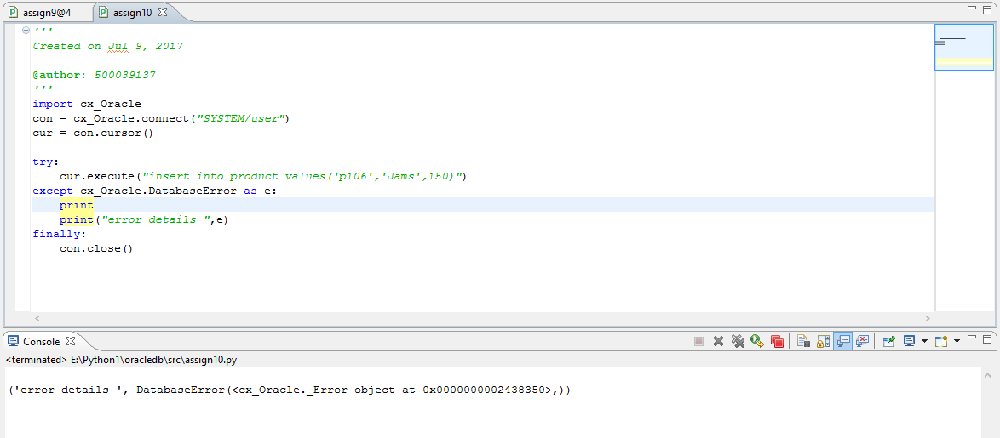 assign9@4
assign10
'''
Created on Jul 9, 2017
@author: 500039137
'''
import cx_Oracle
con = cx_Oracle.connect("SYSTEM/user")
cur = con.cursor()
try:
    cur.execute("insert into product values('p106','Jams',150)")
except cx_Oracle.DatabaseError as e:
    print
    print("error details ",e)
finally:
    con.close()
Console
<terminated> E:\Python1\oracledb\src\assign10.py
('error details ', DatabaseError(<cx_Oracle._Error object at 0x0000000002438350>,))